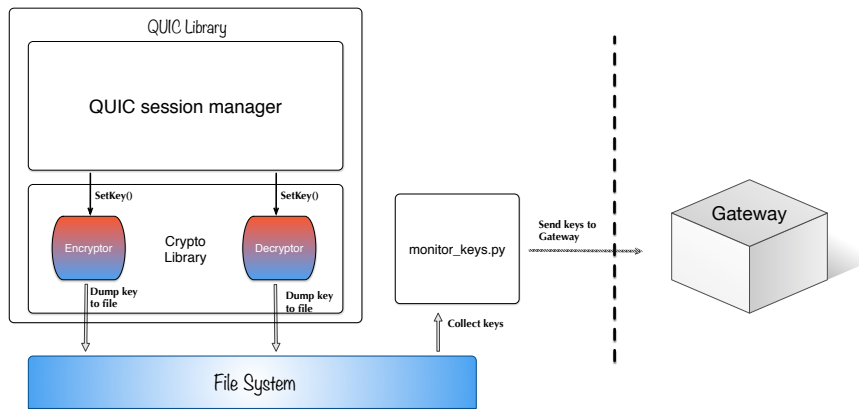 QUIC Library
QUIC session manager
SetKey()
SetKey()
Encryptor
Crypto
Library
Decryptor
Dump key
to file
Dump key
to file
File System
monitor_keys.py
Collect keys
Send keys to
Gateway
Gateway